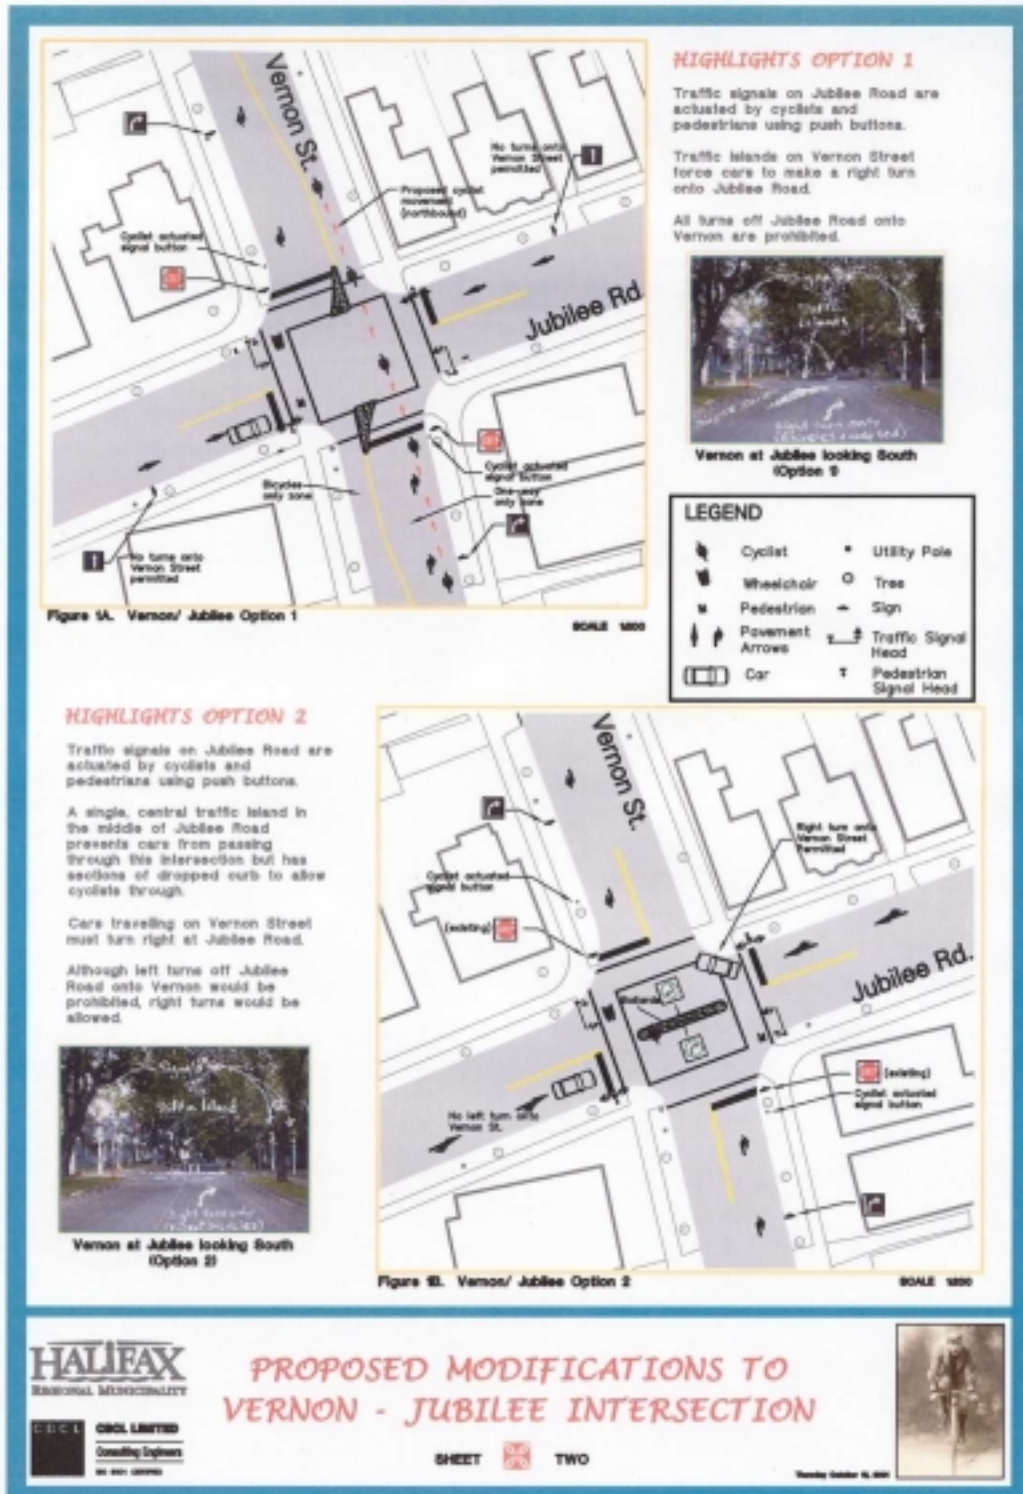 HIGHLIGHTS OPTION 1
Traffic signals on Jubilee Road are
actuated by cyclists and
pedestrians using push buttons.
Traffic islands on Vernon Street
force cars to make a right turn
onto Jubilee Road.
All turns off Jubilee Road onto
Vernon are prohibited.
Vernon St.
No turns onto
Vernon Street
permitted
Proposed cyclist
movement
(northbound)
Cyclist actuated
signal button
Jubilee Rd
Cyclist actuated
signal button
Bicycles
only zone
One-way
only zone
No turns onto
Vernon Street
permitted
Figure 1A. Vernon/ Jubilee Option 1
SCALE
Vernon at Jubilee looking South
(Option 1)
LEGEND
Cyclist
Utility Pole
Wheelchair
Tree
Pedestrian
Sign
Pavement
Arrows
Traffic Signal
Head
Car
Pedestrian
Signal Head
HIGHLIGHTS OPTION 2
Traffic signals on Jubilee Road are
actuated by cyclists and
pedestrians using push buttons.
A single, central traffic island in
the middle of Jubilee Road
prevents cars from passing
through this intersection but has
sections of dropped curb to allow
cyclists through.
Cars travelling on Vernon Street
must turn right at Jubilee Road.
Although left turns off Jubilee
Road onto Vernon would be
prohibited, right turns would be
allowed.
Vernon at Jubilee looking South
(Option 2)
Vernon St.
Right turn onto
Vernon Street
Permitted
Cyclist actuated
signal button
(existing)
Bollards
Jubilee Rd.
(existing)
Cyclist actuated
signal button
No left turn onto
Vernon St.
Figure 1B. Vernon/ Jubilee Option 2
SCALE
HALIFAX
REGIONAL MUNICIPALITY
CBCL
CBCL LIMITED
Consulting Engineers
PROPOSED MODIFICATIONS TO
VERNON - JUBILEE INTERSECTION
SHEET TWO